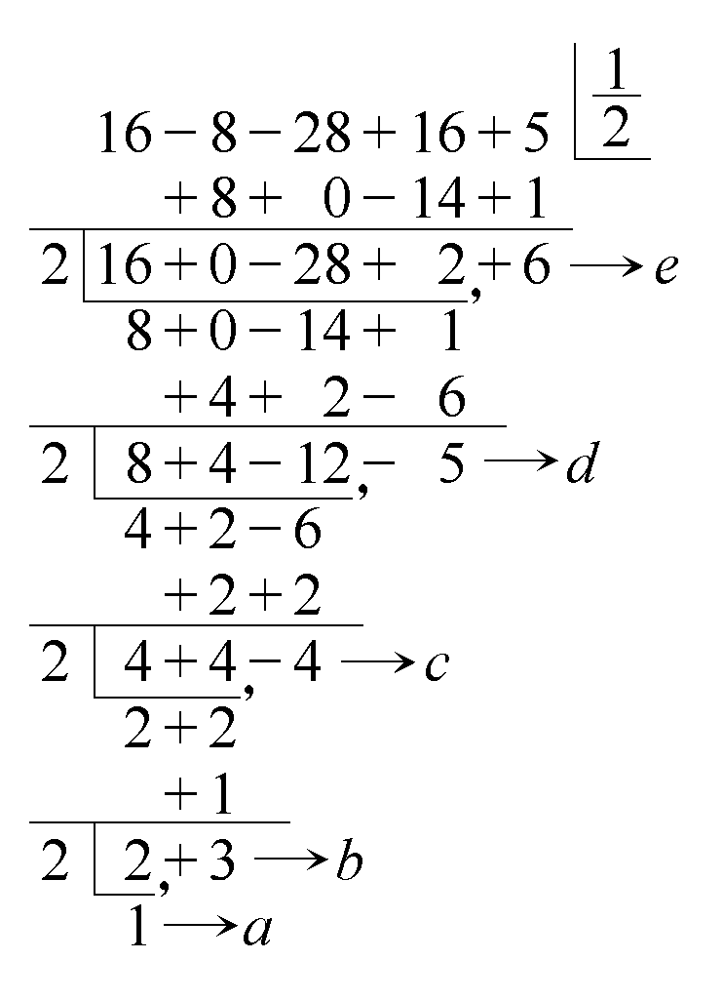 16 − 8 − 28 + 16 + 5 1/2
+ 8 + 0 − 14 + 1
2 16 + 0 − 28 + 2, + 6 → e
8 + 0 − 14 + 1
+ 4 + 2 − 6
2 8 + 4 − 12, − 5 → d
4 + 2 − 6
+ 2 + 2
2 4 + 4, − 4 → c
2 + 2
+ 1
2 2, + 3 → b
1 → a